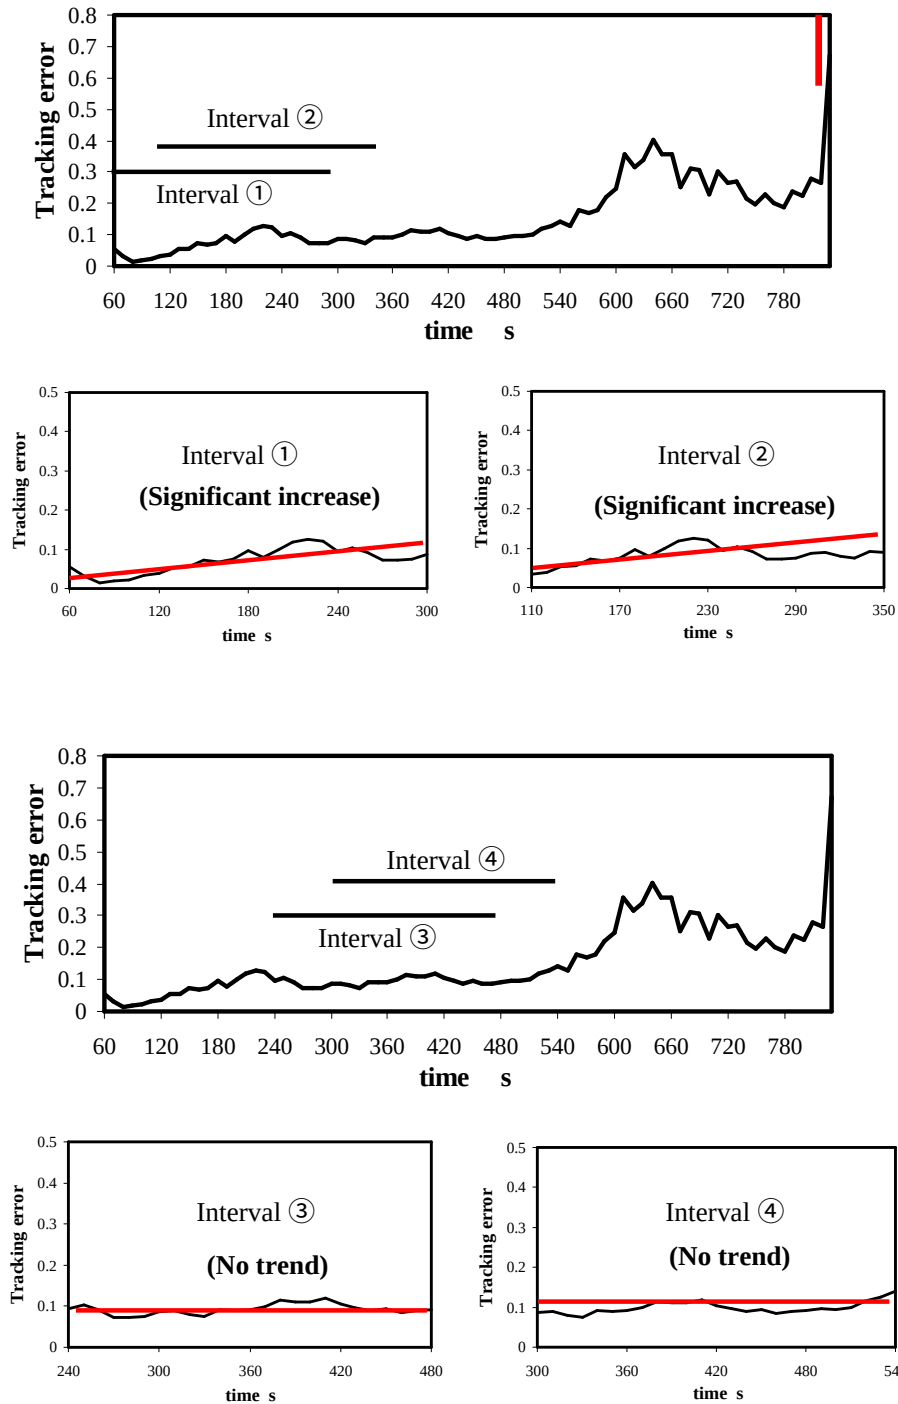 0.8
0.7
0.6
0.5
0.4
0.3
0.2
0.1
0
Tracking error
Interval ②
Interval ①
60 120 180 240 300 360 420 480 540 600 660 720 780
time s
0.5
0.4
0.3
0.2
0.1
0
Tracking error
Interval ①
(Significant increase)
60 120 180 240 300
time s
0.5
0.4
0.3
0.2
0.1
0
Tracking error
Interval ②
(Significant increase)
110 170 230 290 350
time s
0.8
0.7
0.6
0.5
0.4
0.3
0.2
0.1
0
Tracking error
Interval ④
Interval ③
60 120 180 240 300 360 420 480 540 600 660 720 780
time s
0.5
0.4
0.3
0.2
0.1
0
Tracking error
Interval ③
(No trend)
240 300 360 420 480
time s
0.5
0.4
0.3
0.2
0.1
0
Tracking error
Interval ④
(No trend)
300 360 420 480 54
time s